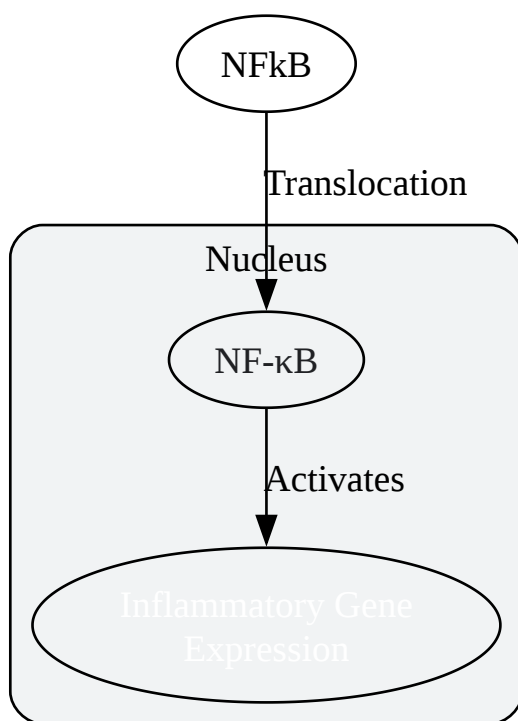 NFkB
Translocation
Nucleus
NF-κB
Activates
Inflammatory Gene
Expression